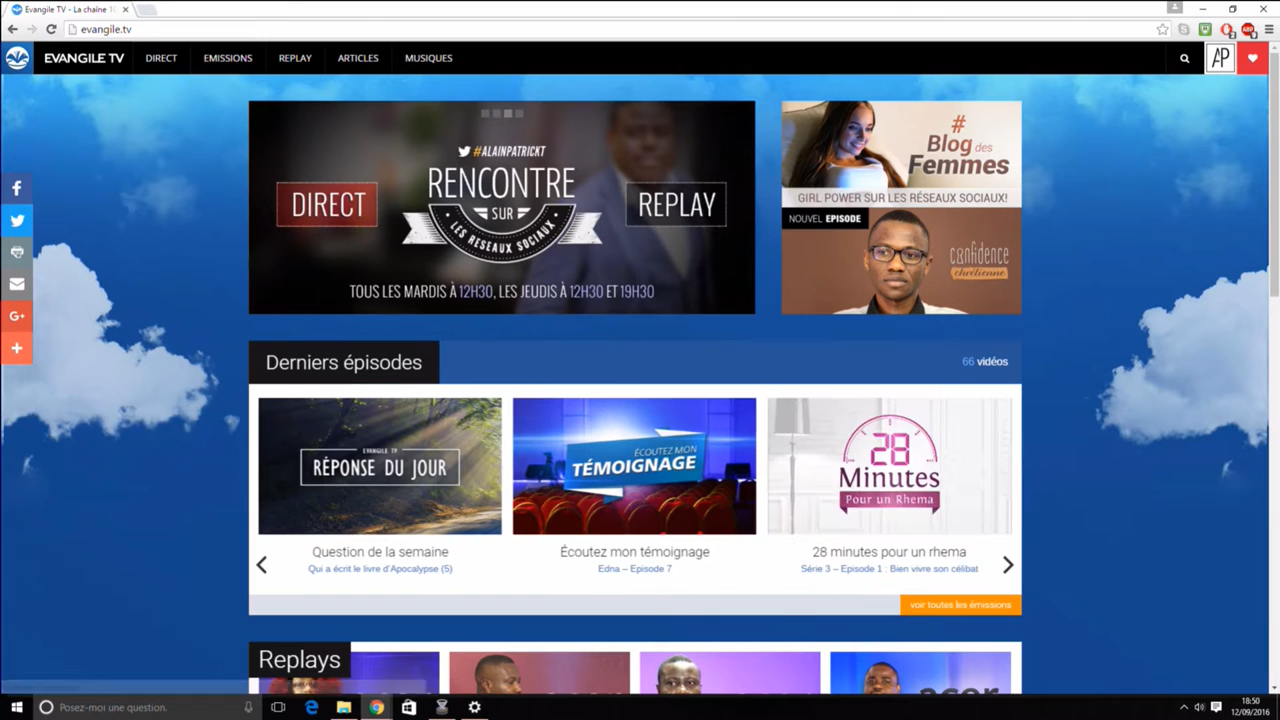 Evangile TV - La chaîne 1
evangile.tv
EVANGILE TV DIRECT EMISSIONS REPLAY ARTICLES MUSIQUES
AP
#ALAINPATRICKT
RENCONTRE
SUR
LES RESEAUX SOCIAUX
DIRECT
REPLAY
TOUS LES MARDIS À 12H30, LES JEUDIS À 12H30 ET 19H30
#
Blog des
Femmes
GIRL POWER SUR LES RÉSEAUX SOCIAUX!
NOUVEL EPISODE
confidence
chrétienne
G+
Derniers épisodes
66 vidéos
EVANGILE TV
RÉPONSE DU JOUR
ÉCOUTEZ MON
TÉMOIGNAGE
28
Minutes
Pour un Rhema
Question de la semaine
Qui a écrit le livre d'Apocalypse (5)
Écoutez mon témoignage
Edna – Episode 7
28 minutes pour un rhema
Série 3 – Episode 1 : Bien vivre son célibat
voir toutes les émissions
Replays
Posez-moi une question.
18:50
12/09/2016